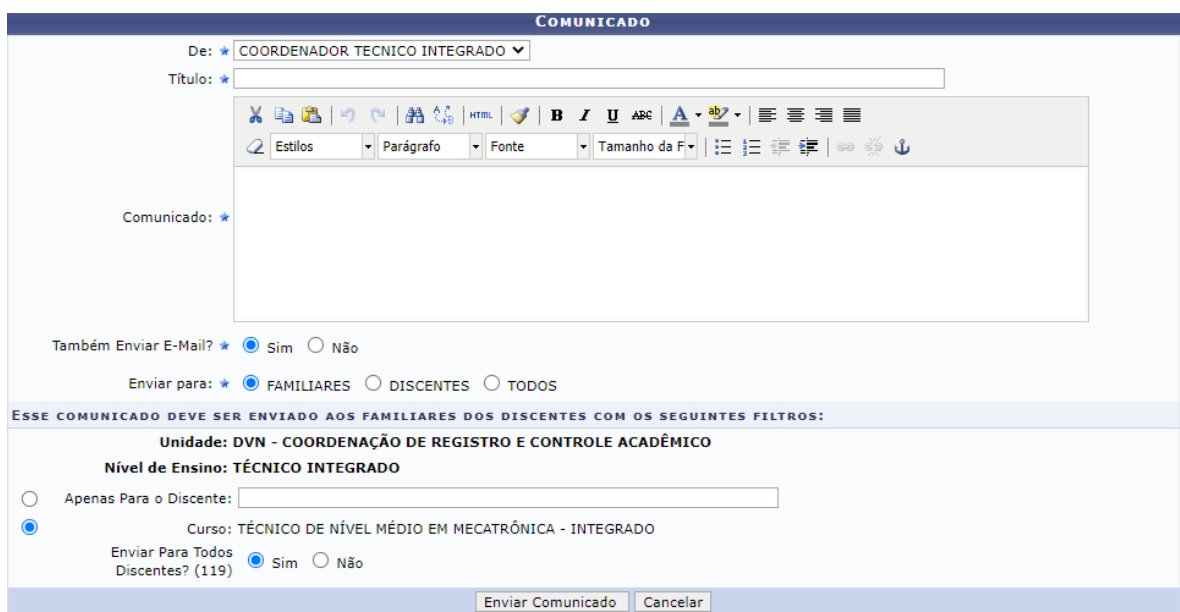 COMUNICADO
De: COORDENADOR TECNICO INTEGRADO
Título:
HTML B I U ABC A ab
Estilos Parágrafo Fonte Tamanho da F
Comunicado:
Também Enviar E-Mail? Sim Não
Enviar para: FAMILIARES DISCENTES TODOS
ESSE COMUNICADO DEVE SER ENVIADO AOS FAMILIARES DOS DISCENTES COM OS SEGUINTES FILTROS:
Unidade: DVN - COORDENAÇÃO DE REGISTRO E CONTROLE ACADÊMICO
Nível de Ensino: TÉCNICO INTEGRADO
Apenas Para o Discente:
Curso: TÉCNICO DE NÍVEL MÉDIO EM MECATRÔNICA - INTEGRADO
Enviar Para Todos
Discentes? (119) Sim Não
Enviar Comunicado Cancelar